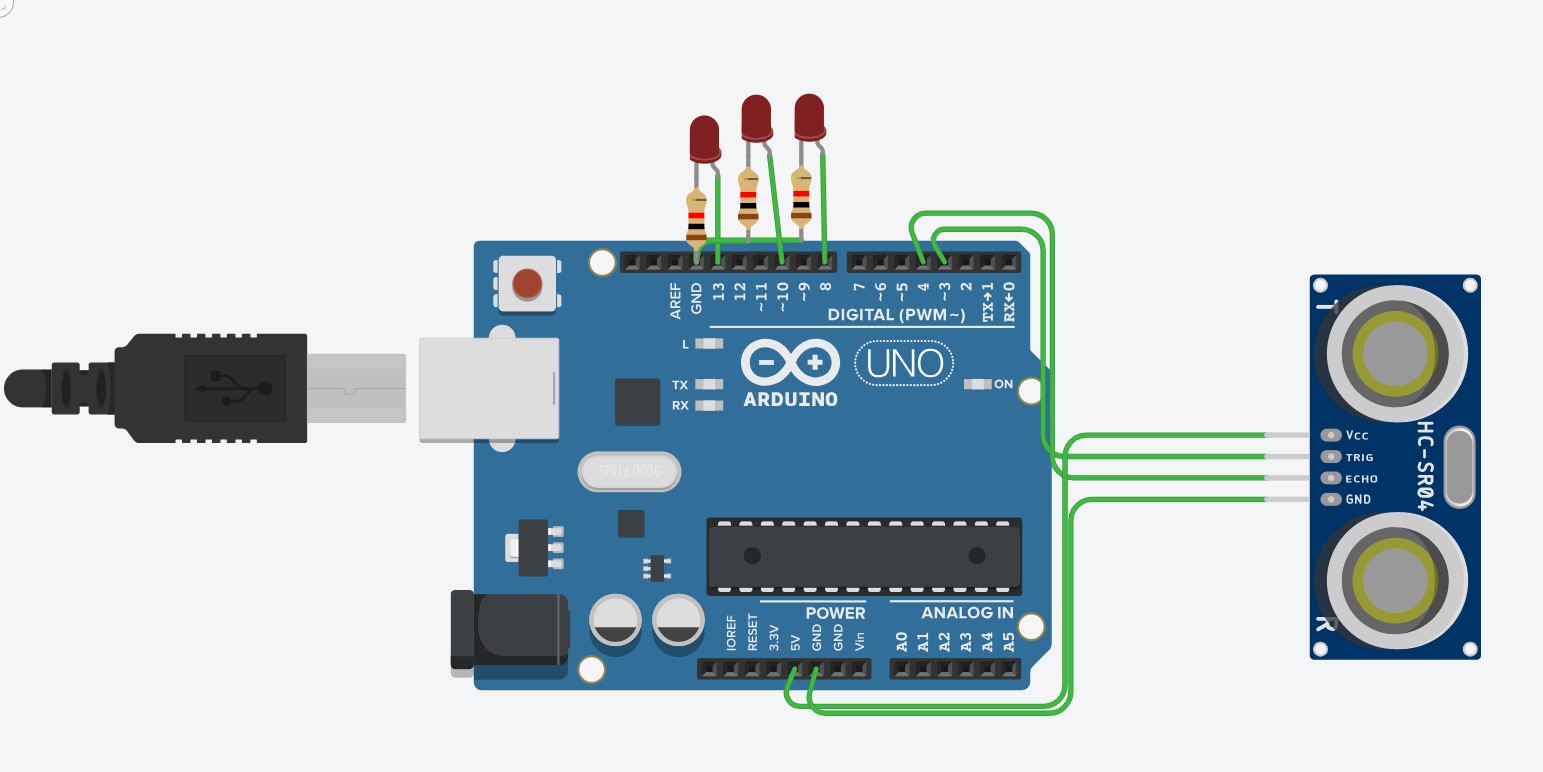 AREF
GND
13
12
~11
~10
~9
8
7
~6
~5
4
~3
2
TX→1
RX←0
DIGITAL (PWM~)
L
TX
RX
UNO
ON
ARDUINO
SPK16.000G
T
Vcc
TRIG
ECHO
GND
HC-SR04
R
POWER
ANALOG IN
IOREF
RESET
3.3V
5V
GND
GND
Vin
A0
A1
A2
A3
A4
A5